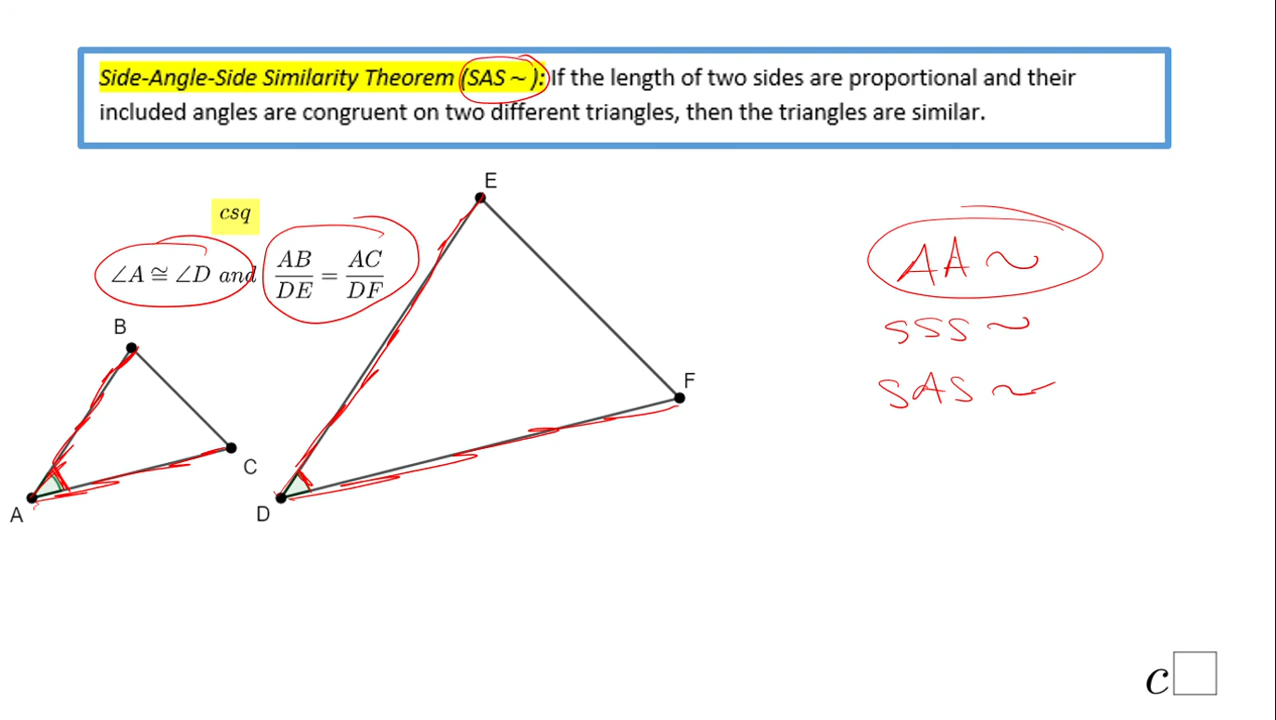 Side-Angle-Side Similarity Theorem (SAS ~ ): If the length of two sides are proportional and their
included angles are congruent on two different triangles, then the triangles are similar.
csq
∠A ≅ ∠D and AB/DE = AC/DF
AA ~
SSS ~
SAS ~
E
B
F
C
A
D
c